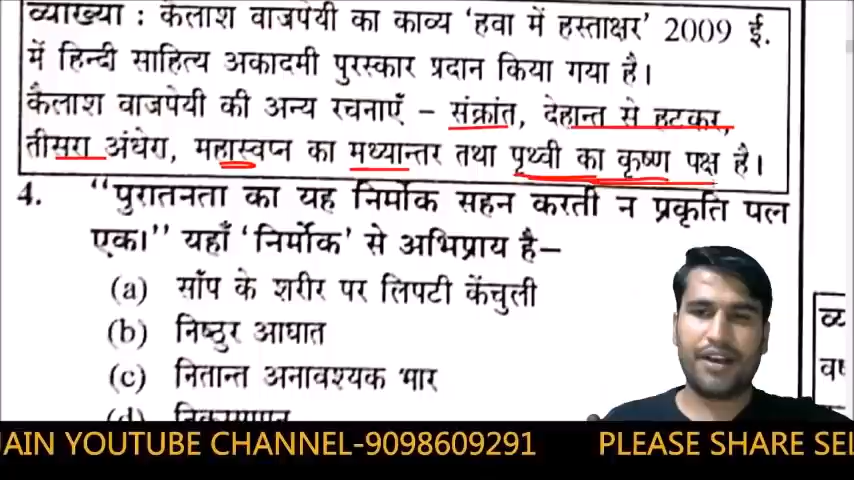 व्याख्या : कैलाश वाजपेयी का काव्य 'हवा में हस्ताक्षर' 2009 ई.
में हिन्दी साहित्य अकादमी पुरस्कार प्रदान किया गया है।
कैलाश वाजपेयी की अन्य रचनाएँ – संक्रांत, देहान्त से हटकर,
तीसरा अंधेरा, महास्वप्न का मध्यान्तर तथा पृथ्वी का कृष्ण पक्ष है।
4. "पुरातनता का यह निर्मोक सहन करती न प्रकृति पल
एक।" यहाँ 'निर्मोक' से अभिप्राय है–
(a) साँप के शरीर पर लिपटी केंचुली
(b) निष्ठुर आघात
(c) नितान्त अनावश्यक भार
(d)
व्य
वष
JAIN YOUTUBE CHANNEL-9098609291 PLEASE SHARE SEL